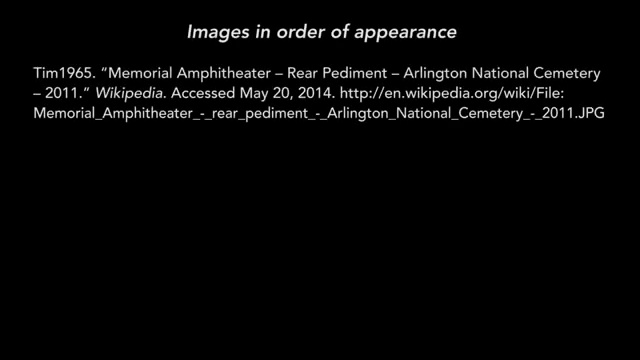 Images in order of appearance
Tim1965. “Memorial Amphitheater – Rear Pediment – Arlington National Cemetery
– 2011.” Wikipedia. Accessed May 20, 2014. http://en.wikipedia.org/wiki/File:
Memorial_Amphitheater_-_rear_pediment_-_Arlington_National_Cemetery_-_2011.JPG